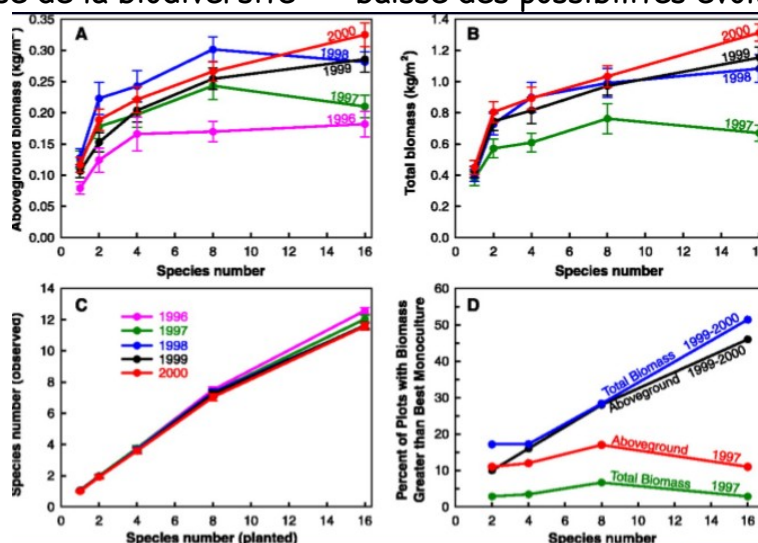 de la biodiversité
baisse des possibilités
A
Aboveground biomass (kg/m²)
0.35
0.30
0.25
0.20
0.15
0.10
0.05
0.00
2000
1998
1999
1997
1996
0 2 4 6 8 10 12 14 16
Species number
B
Total biomass (kg/m²)
1.4
1.2
1.0
0.8
0.6
0.4
0.2
0.0
2000
1999
1998
1997
0 2 4 6 8 10 12 14 16
Species number
C
Species number (observed)
14
12
10
8
6
4
2
0
1996
1997
1998
1999
2000
0 2 4 6 8 10 12 14 16
Species number (planted)
D
Percent of Plots with Biomass
Greater than Best Monoculture
60
50
40
30
20
10
0
Total Biomass 1999-2000
Aboveground 1999-2000
Aboveground 1997
Total Biomass 1997
0 2 4 6 8 10 12 14 16
Species number